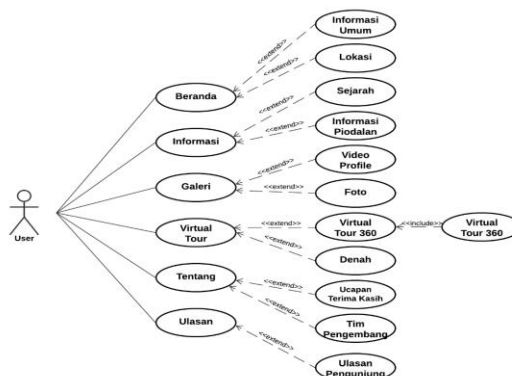 Informasi
Umum
<<extend>>
Lokasi
<<extend>>
Beranda
Sejarah
<<extend>>
Informasi
Piodalan
<<extend>>
Informasi
Video
Profile
<<extend>>
Galeri
Foto
<<extend>>
User
Virtual
Tour
<<extend>>
Virtual
Tour 360
<<include>>
Virtual
Tour 360
<<extend>>
Denah
Tentang
<<extend>>
Ucapan
Terima Kasih
<<extend>>
Tim
Pengembang
Ulasan
<<extend>>
Ulasan
Pengunjung